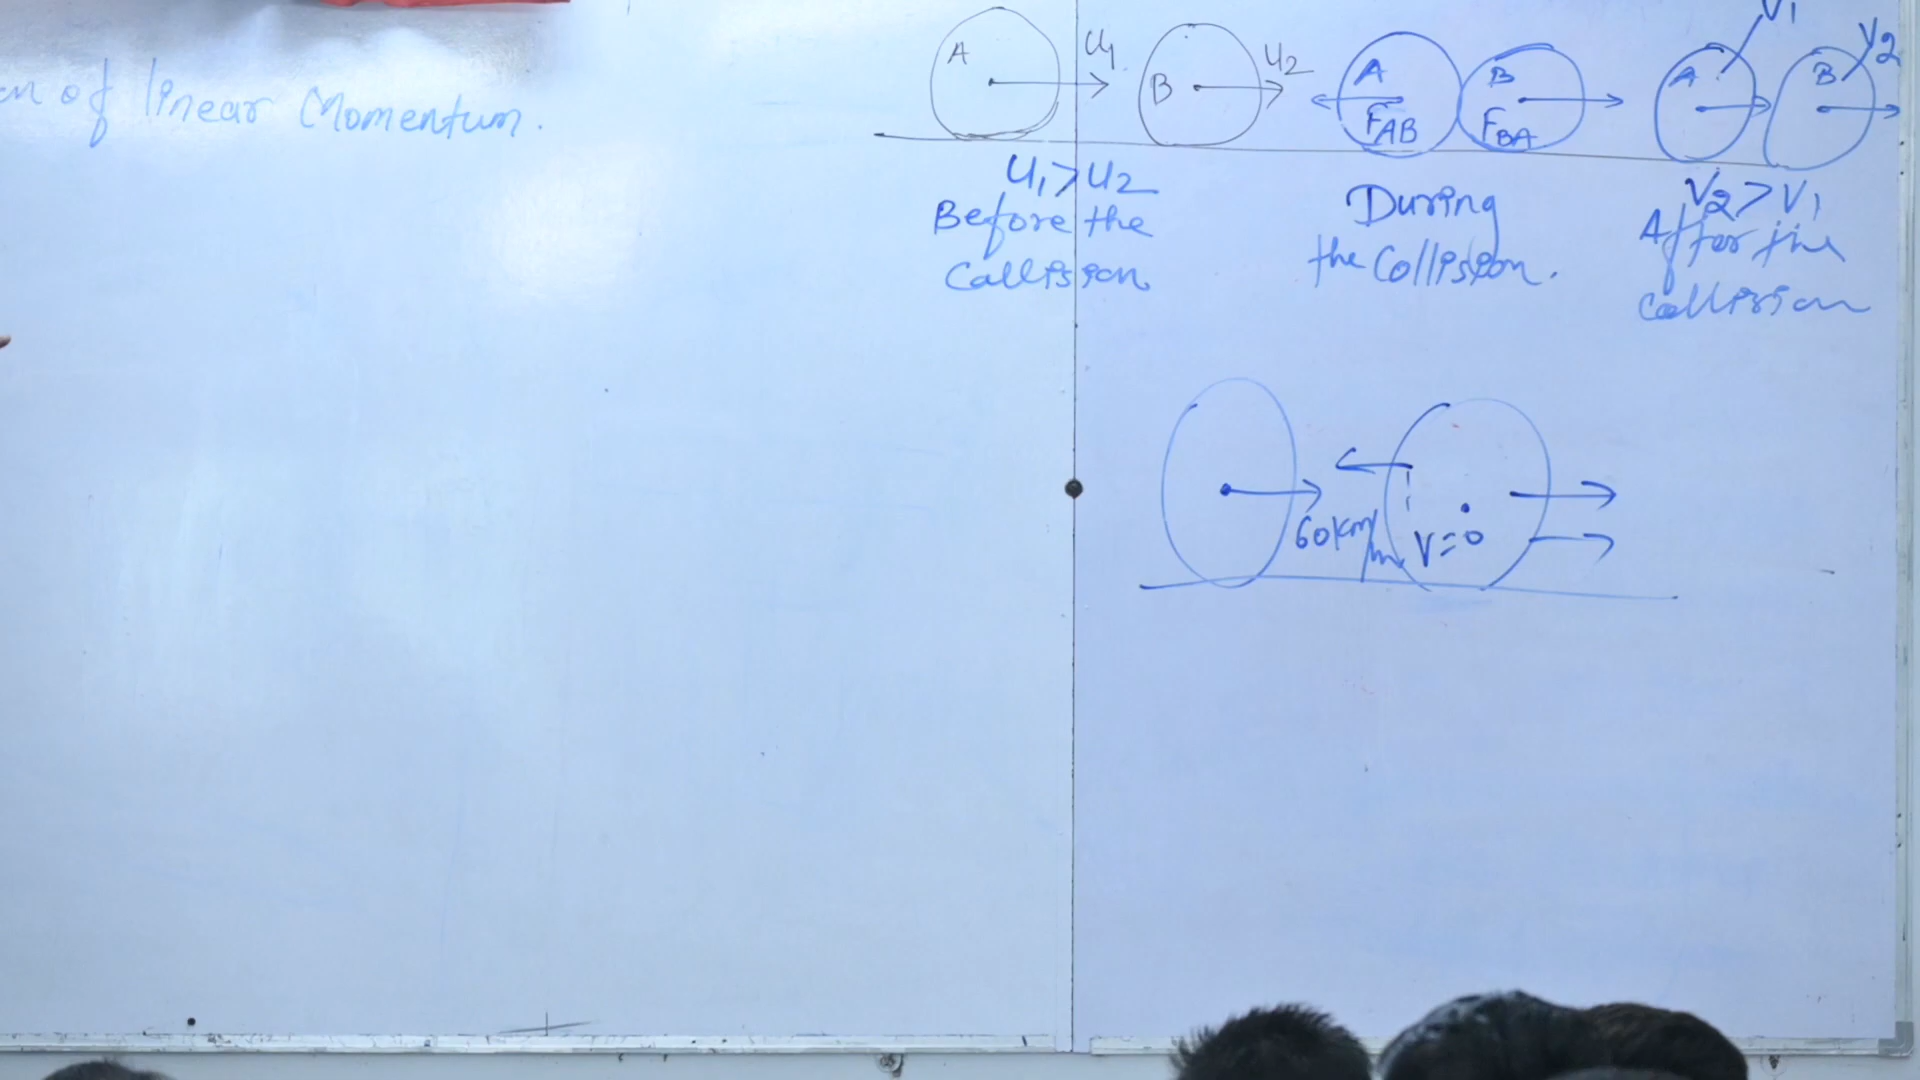 of linear Momentum.
A U1 B U2
A FAB B FBA
A V1 B V2
U1>U2
Before the
Collision
During
the Collision.
V2>V1
After the
collision
60km/h V=0